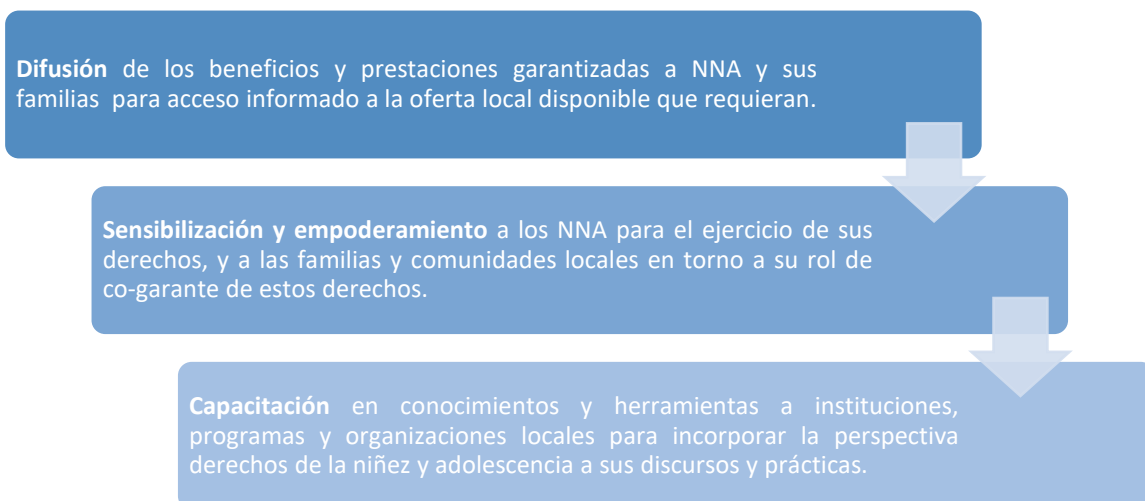 Difusión de los beneficios y prestaciones garantizadas a NNA y sus
familias para acceso informado a la oferta local disponible que requieran.
Sensibilización y empoderamiento a los NNA para el ejercicio de sus
derechos, y a las familias y comunidades locales en torno a su rol de
co-garante de estos derechos.
Capacitación en conocimientos y herramientas a instituciones,
programas y organizaciones locales para incorporar la perspectiva
derechos de la niñez y adolescencia a sus discursos y prácticas.